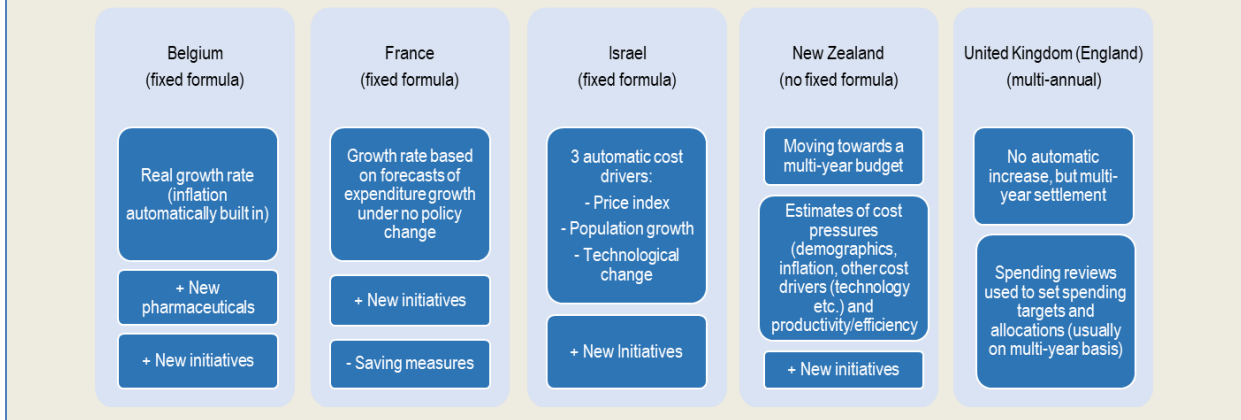 Belgium
(fixed formula)
Real growth rate
(inflation
automatically built in)
+ New
pharmaceuticals
+ New initiatives
France
(fixed formula)
Growth rate based
on forecasts of
expenditure growth
under no policy
change
+ New initiatives
- Saving measures
Israel
(fixed formula)
3 automatic cost
drivers:
- Price index
- Population growth
- Technological
change
+ New Initiatives
New Zealand
(no fixed formula)
Moving towards a
multi-year budget
Estimates of cost
pressures
(demographics,
inflation, other cost
drivers (technology
etc.) and
productivity/efficiency
+ New initiatives
United Kingdom (England)
(multi-annual)
No automatic
increase, but multi-
year settlement
Spending reviews
used to set spending
targets and
allocations (usually
on multi-year basis)